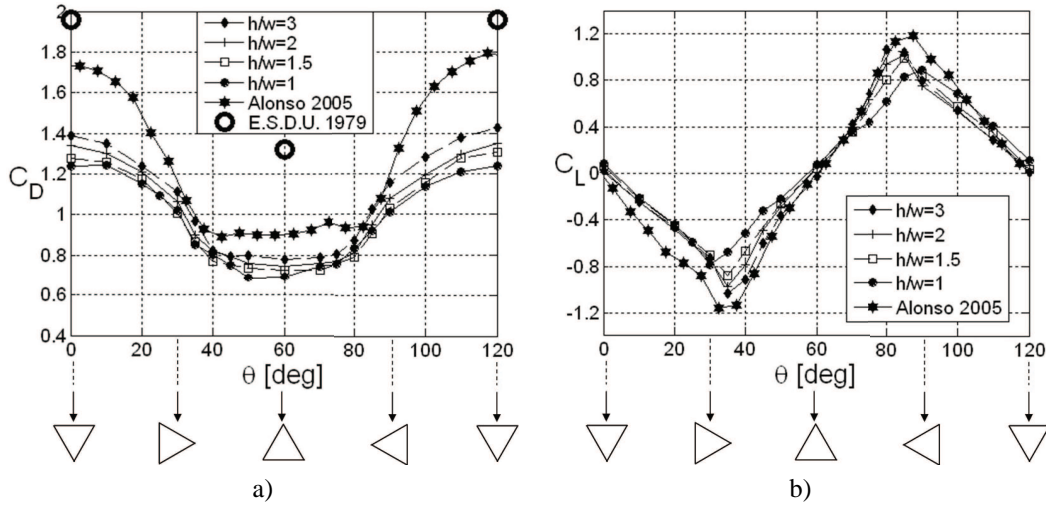 2
1.8
1.6
1.4
1.2
C_D
1
0.8
0.6
0.4
h/w=3
h/w=2
h/w=1.5
h/w=1
Alonso 2005
E.S.D.U. 1979
0 20 40 60 80 100 120
θ [deg]
a)
1.2
0.8
0.4
C_L 0
-0.4
-0.8
-1.2
h/w=3
h/w=2
h/w=1.5
h/w=1
Alonso 2005
0 20 40 60 80 100 120
θ [deg]
b)